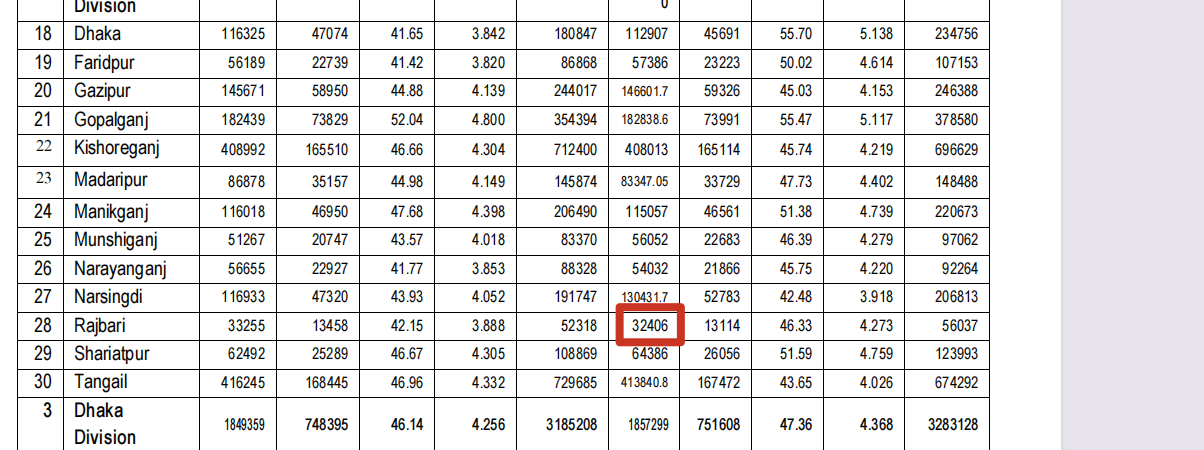 Division 0
18 Dhaka 116325 47074 41.65 3.842 180847 112907 45691 55.70 5.138 234756
19 Faridpur 56189 22739 41.42 3.820 86868 57386 23223 50.02 4.614 107153
20 Gazipur 145671 58950 44.88 4.139 244017 146601.7 59326 45.03 4.153 246388
21 Gopalganj 182439 73829 52.04 4.800 354394 182838.6 73991 55.47 5.117 378580
22 Kishoreganj 408992 165510 46.66 4.304 712400 408013 165114 45.74 4.219 696629
23 Madaripur 86878 35157 44.98 4.149 145874 83347.05 33729 47.73 4.402 148488
24 Manikganj 116018 46950 47.68 4.398 206490 115057 46561 51.38 4.739 220673
25 Munshiganj 51267 20747 43.57 4.018 83370 56052 22683 46.39 4.279 97062
26 Narayanganj 56655 22927 41.77 3.853 88328 54032 21866 45.75 4.220 92264
27 Narsingdi 116933 47320 43.93 4.052 191747 130431.7 52783 42.48 3.918 206813
28 Rajbari 33255 13458 42.15 3.888 52318 32406 13114 46.33 4.273 56037
29 Shariatpur 62492 25289 46.67 4.305 108869 64386 26056 51.59 4.759 123993
30 Tangail 416245 168445 46.96 4.332 729685 413840.8 167472 43.65 4.026 674292
3 Dhaka
Division 1849359 748395 46.14 4.256 3185208 1857299 751608 47.36 4.368 3283128